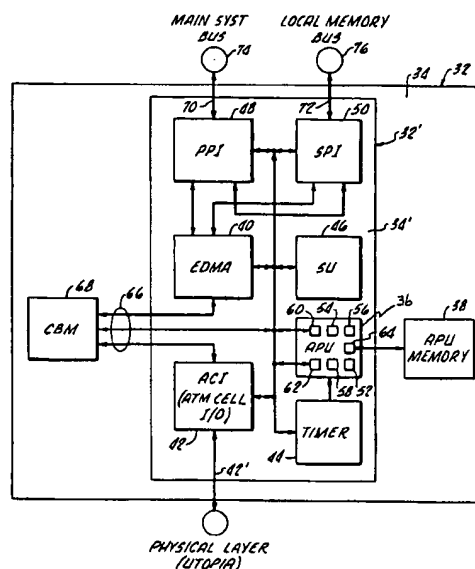 MAIN SYST
BUS
LOCAL MEMORY
BUS
74
76
34
32
70
48
72
50
32'
PPI
SPI
34'
40
46
EDMA
SU
68
CBM
66
60
54
56
36
64
38
APU
APU
MEMORY
62
58
52
ACI
(ATM CELL
I/O)
42
TIMER
44
42'
PHYSICAL LAYER
(UTOPIA)